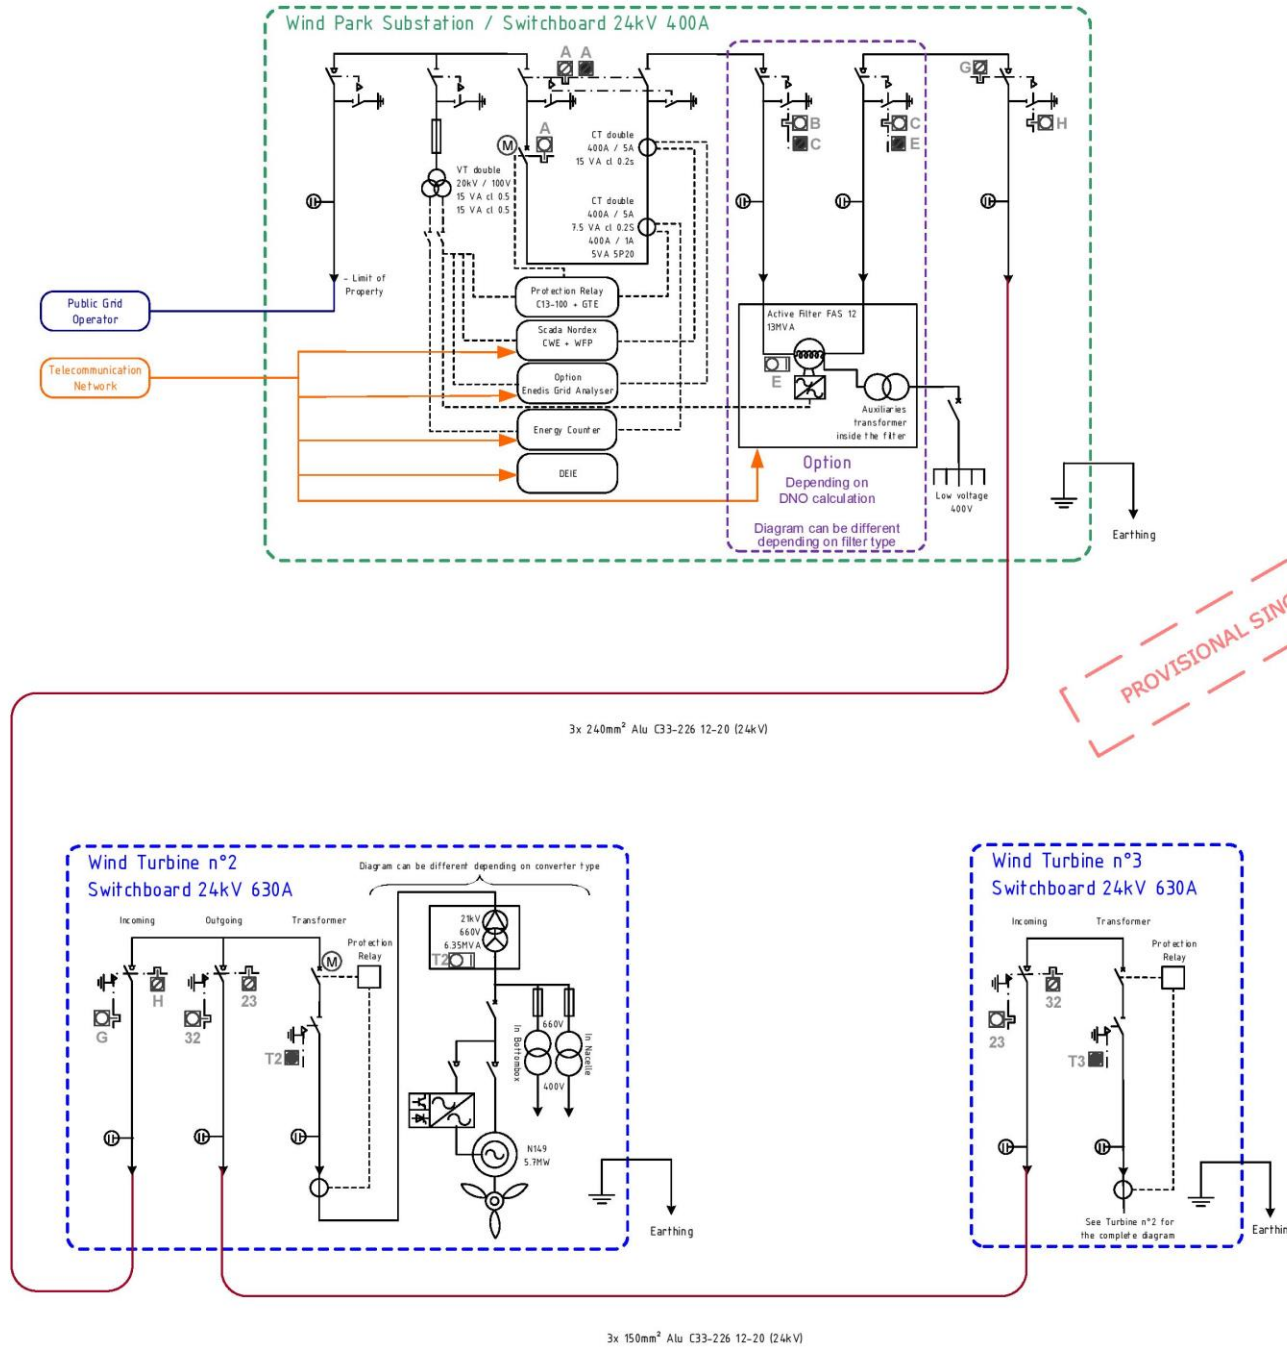 Wind Park Substation / Switchboard 24kV 400A
A A
G
B
C
C
E
H
M
A
CT double
400A / 5A
15 VA cl 0.2s
VT double
20kV / 100V
15 VA cl 0.5
15 VA cl 0.5
CT double
400A / 5A
7.5 VA cl 0.2S
400A / 1A
5VA 5P20
- Limit of
Property
Public Grid
Operator
Telecommunication
Network
Protection Relay
C13-100 + GTE
Scada Nordex
CWE + WFP
Option
Enedis Grid Analyser
Energy Counter
DEIE
Active Filter FAS 12
13MVA
E
Auxiliaries
transformer
inside the filter
Option
Depending on
DNO calculation
Diagram can be different
depending on filter type
Low voltage
400V
Earthing
PROVISIONAL
3x 240mm² Alu C33-226 12-20 (24kV)
Wind Turbine n°2
Switchboard 24kV 630A
Diagram can be different depending on converter type
Incoming
Outgoing
Transformer
Protection
Relay
M
H
23
G
32
T2
21kV
660V
6.35MVA
T2
In Bottombox
660V
400V
In Nacelle
N149
5.7MW
Earthing
Wind Turbine n°3
Switchboard 24kV 630A
Incoming
Transformer
Protection
Relay
32
23
T3
See Turbine n°2 for
the complete diagram
3x 150mm² Alu C33-226 12-20 (24kV)